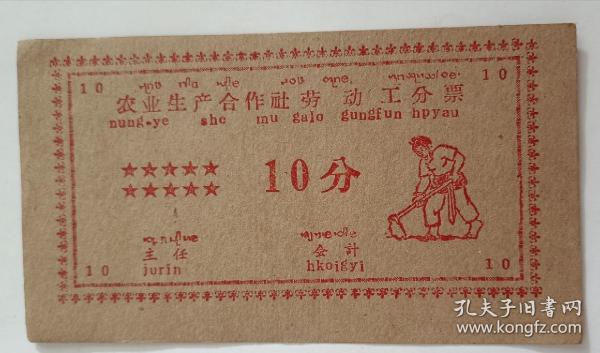 10 10
农业生产合作社劳动工分票
nung-ye she mu galo gungfun hpyau
10分
主任 会計
jurin hkoigyi
10 10
孔夫子旧书网
www.kongfz.com